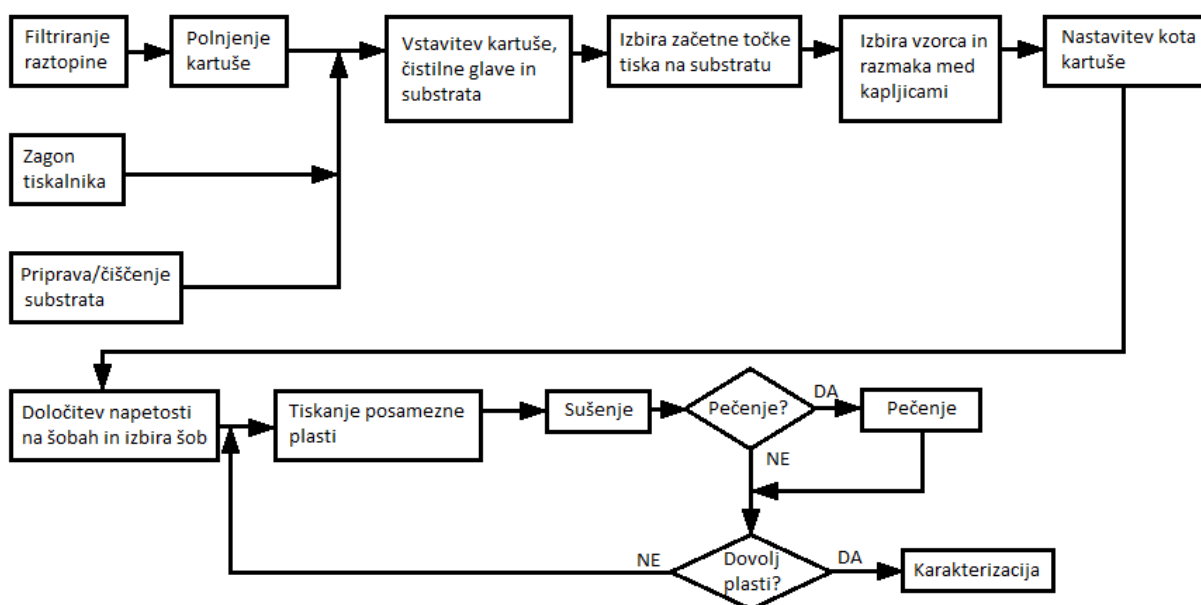 Filtriranje
raztopine
Polnjenje
kartuše
Vstavitev kartuše,
čistilne glave in
substrata
Izbira začetne točke
tiska na substratu
Izbira vzorca in
razmaka med
kapljicami
Nastavitev kota
kartuše
Zagon
tiskalnika
Priprava/čiščenje
substrata
Določitev napetosti
na šobah in izbira šob
Tiskanje posamezne
plasti
Sušenje
Pečenje?
DA
Pečenje
NE
Dovolj
plasti?
NE
DA
Karakterizacija